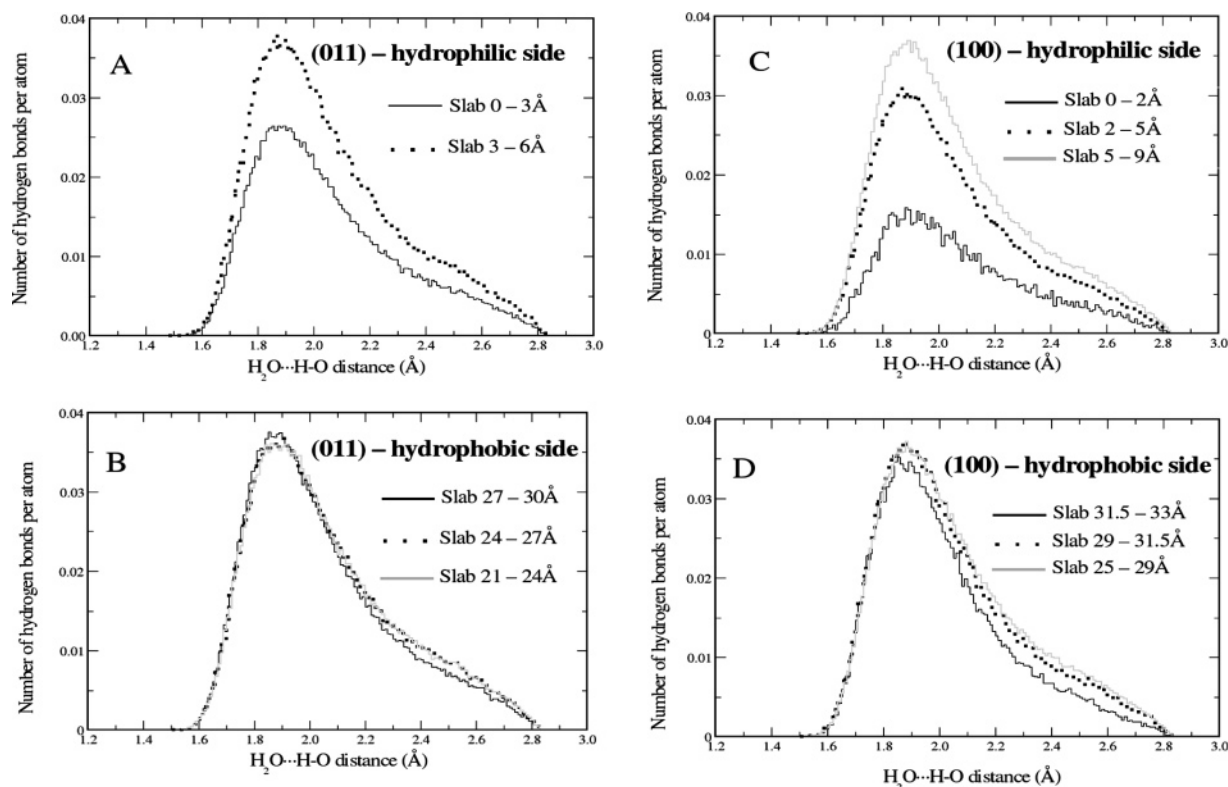 A
(011) – hydrophilic side
Slab 0 – 3Å
Slab 3 – 6Å
Number of hydrogen bonds per atom
0.04
0.03
0.02
0.01
0.00
1.2 1.4 1.6 1.8 2.0 2.2 2.4 2.6 2.8 3.0
H₂O···H-O distance (Å)
C
(100) – hydrophilic side
Slab 0 – 2Å
Slab 2 – 5Å
Slab 5 – 9Å
Number of hydrogen bonds per atom
0.04
0.03
0.02
0.01
0
1.2 1.4 1.6 1.8 2.0 2.2 2.4 2.6 2.8 3.0
H₂O···H-O distance (Å)
B
(011) – hydrophobic side
Slab 27 – 30Å
Slab 24 – 27Å
Slab 21 – 24Å
Number of hydrogen bonds per atom
0.04
0.03
0.02
0.01
0
1.2 1.4 1.6 1.8 2.0 2.2 2.4 2.6 2.8 3.0
H₂O···H-O distance (Å)
D
(100) – hydrophobic side
Slab 31.5 – 33Å
Slab 29 – 31.5Å
Slab 25 – 29Å
Number of hydrogen bonds per atom
0.04
0.03
0.02
0.01
0
1.2 1.4 1.6 1.8 2.0 2.2 2.4 2.6 2.8 3.0
H₂O···H-O distance (Å)